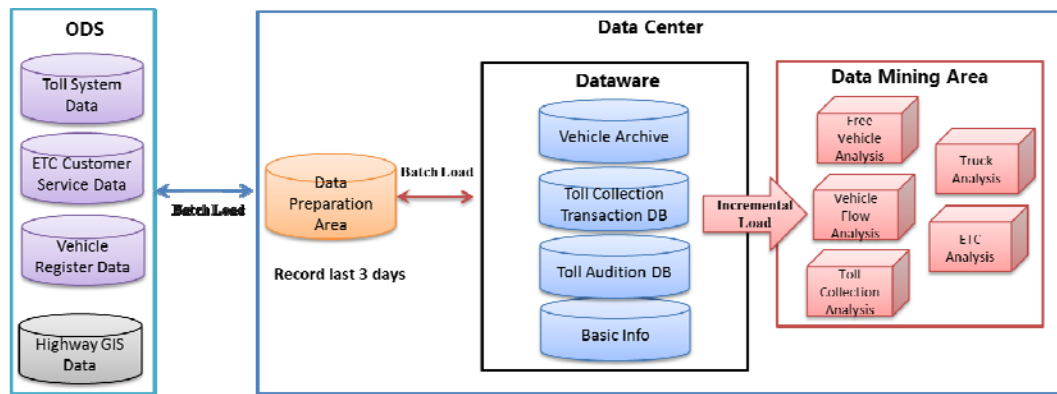 ODS
Toll System
Data
ETC Customer
Service Data
Vehicle
Register Data
Highway GIS
Data
Batch Load
Data Center
Data
Preparation
Area
Record last 3 days
Batch Load
Dataware
Vehicle Archive
Toll Collection
Transaction DB
Toll Audition DB
Basic Info
Incremental
Load
Data Mining Area
Free
Vehicle
Analysis
Truck
Analysis
Vehicle
Flow
Analysis
ETC
Analysis
Toll
Collection
Analysis